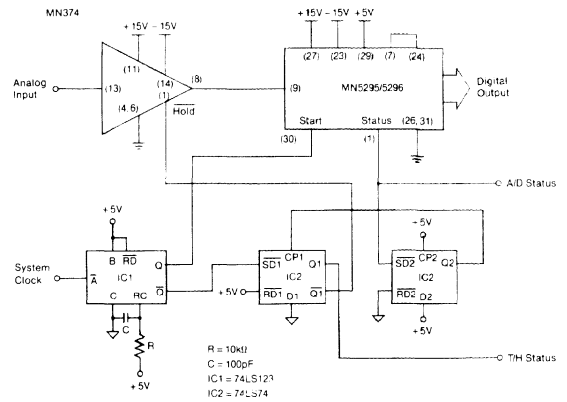 MN374
+15V -15V
+15V -15V +5V
(11)
(14)
(1)
(8)
(13)
(4, 6)
Hold
Analog
Input
(27) (23) (29) (7) (24)
(9)
MN5295/5296
Digital
Output
Start Status (26, 31)
(30)
(1)
A/D Status
+5V
B RD Q
System
Clock
A
IC1
Q
C RC
C
R
+5V
SD1 CP1 Q1
IC2
+5V
RD1 D1 Q1
+5V
SD2 CP2 Q2
IC2
RD2 D2
+5V
T/H Status
R = 10kΩ
C = 100pF
IC1 = 74LS123
IC2 = 74LS74